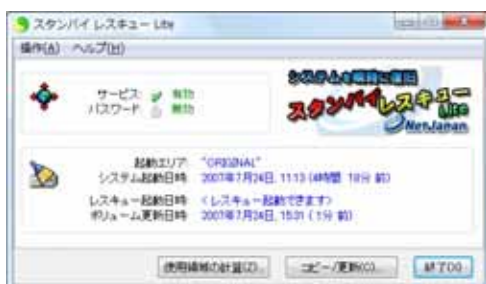 スタンバイ レスキュー Lite
操作(A) ヘルプ(H)
サービス: 有効
パスワード: 無効
システムを瞬時に復旧
スタンバイレスキュー Lite
NetJapan
起動エリア: "ORIGINAL"
システム起動日時: 2007年7月24日, 11:13 (4時間 18分 前)
レスキュー起動日時: <レスキュー起動できます>
ボリューム更新日時: 2007年7月24日, 15:31 ( 1分 前)
使用領域の計算(Z)... コピー/更新(C)... 終了(X)